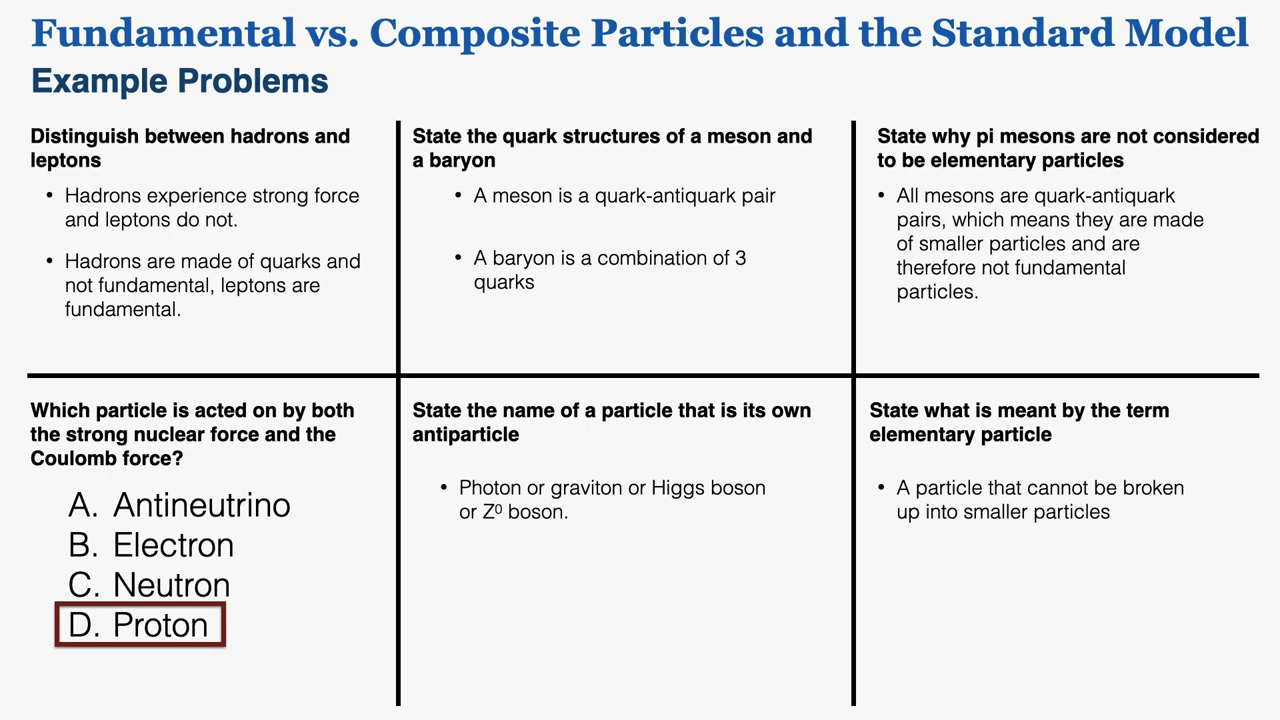 Fundamental vs. Composite Particles and the Standard Model
Example Problems
Distinguish between hadrons and
leptons
• Hadrons experience strong force
and leptons do not.
• Hadrons are made of quarks and
not fundamental, leptons are
fundamental.
State the quark structures of a meson and
a baryon
• A meson is a quark-antiquark pair
• A baryon is a combination of 3
quarks
State why pi mesons are not considered
to be elementary particles
• All mesons are quark-antiquark
pairs, which means they are made
of smaller particles and are
therefore not fundamental
particles.
Which particle is acted on by both
the strong nuclear force and the
Coulomb force?
A. Antineutrino
B. Electron
C. Neutron
D. Proton
State the name of a particle that is its own
antiparticle
• Photon or graviton or Higgs boson
or Z⁰ boson.
State what is meant by the term
elementary particle
• A particle that cannot be broken
up into smaller particles